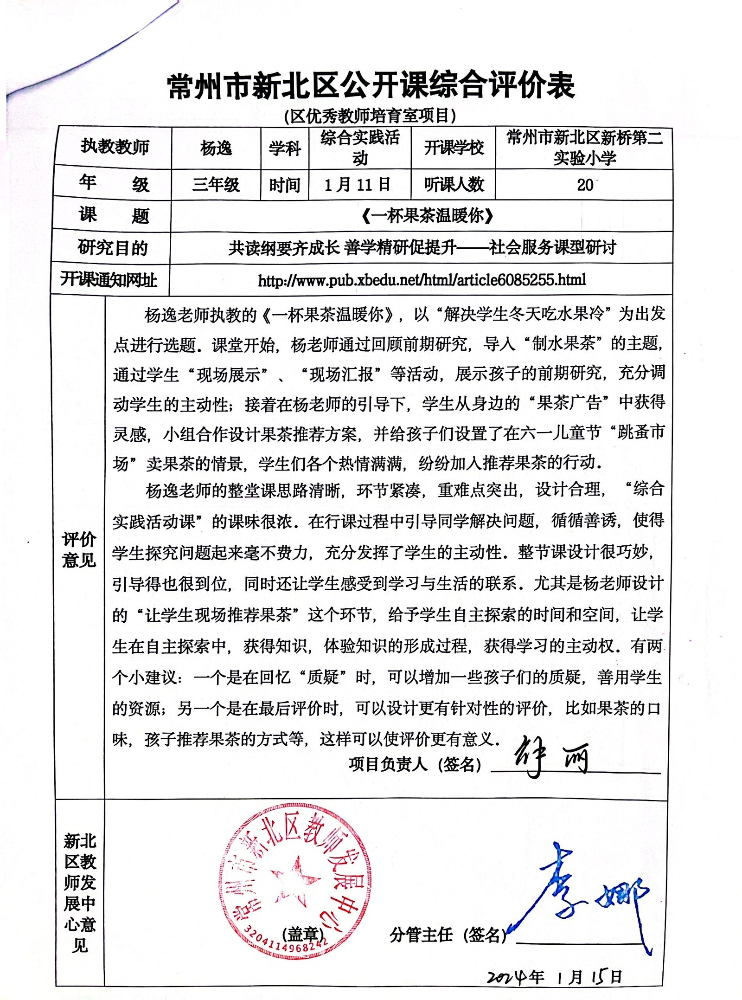 常州市新北区公开课综合评价表
(区优秀教师培育室项目)
执教教师 杨逸 学科 综合实践活动 开课学校 常州市新北区新桥第二实验小学
年 级 三年级 时间 1月11日 听课人数 20
课 题 《一杯果茶温暖你》
研究目的 共读纲要齐成长 善学精研促提升——社会服务课型研讨
开课通知网址 http://www.pub.xbedu.net/html/article6085255.html
评价意见
杨逸老师执教的《一杯果茶温暖你》，以“解决学生冬天吃水果冷”为出发
点进行选题．课堂开始，杨老师通过回顾前期研究，导入“制水果茶”的主题，
通过学生“现场展示”、“现场汇报”等活动，展示孩子的前期研究，充分调
动学生的主动性；接着在杨老师的引导下，学生从身边的“果茶广告”中获得
灵感，小组合作设计果茶推荐方案，并给孩子们设置了在六一儿童节“跳蚤市
场”卖果茶的情景，学生们各个热情满满，纷纷加入推荐果茶的行动．
杨逸老师的整堂课思路清晰，环节紧凑，重难点突出，设计合理，“综合
实践活动课”的课味很浓．在行课过程中引导同学解决问题，循循善诱，使得
学生探究问题起来毫不费力，充分发挥了学生的主动性．整节课设计很巧妙，
引导得也很到位，同时还让学生感受到学习与生活的联系．尤其是杨老师设计
的“让学生现场推荐果茶”这个环节，给予学生自主探索的时间和空间，让学
生在自主探索中，获得知识，体验知识的形成过程，获得学习的主动权．有两
个小建议：一个是在回忆“质疑”时，可以增加一些孩子们的质疑，善用学生
的资源；另一个是在最后评价时，可以设计更有针对性的评价，比如果茶的口
味，孩子推荐果茶的方式等，这样可以使评价更有意义．
项目负责人（签名） 丽
新北区教师发展中心意见
常州市新北区教师发展中心
3204114968242
（盖章） 分管主任（签名） 李娜
2024年 1月15日